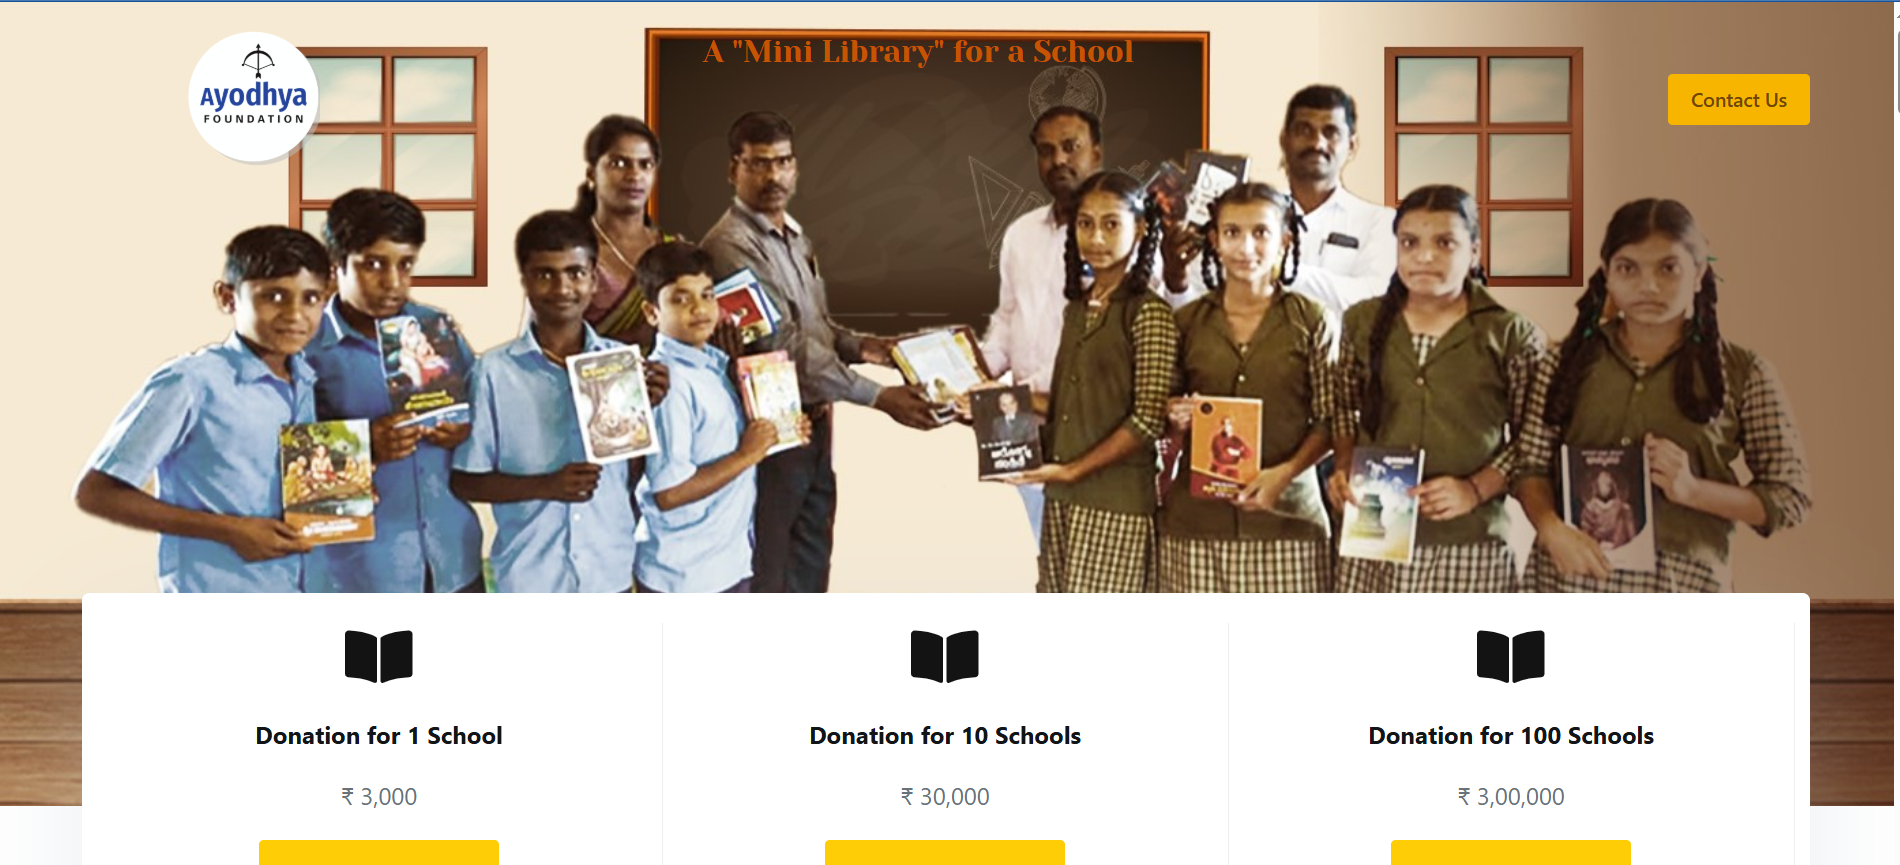 Ayodhya
FOUNDATION
A "Mini Library" for a School
Contact Us
Donation for 1 School
₹ 3,000
Donation for 10 Schools
₹ 30,000
Donation for 100 Schools
₹ 3,00,000